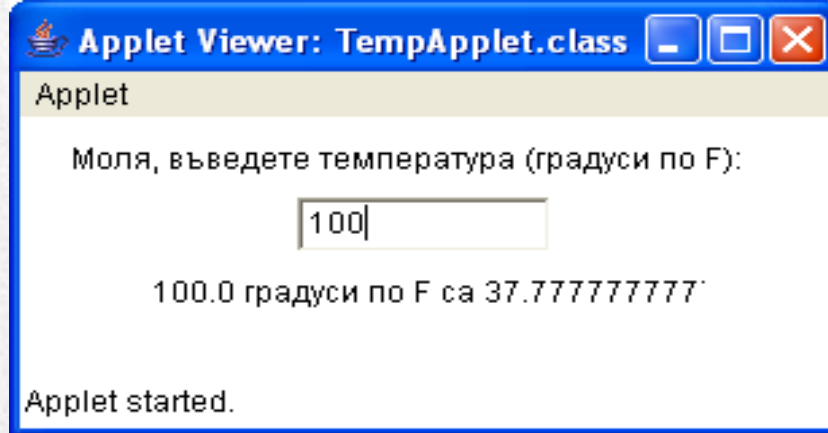 Applet Viewer: TempApplet.class
Applet
Моля, въведете температура (градуси по F):
100
100.0 градуси по F са 37.777777777
Applet started.